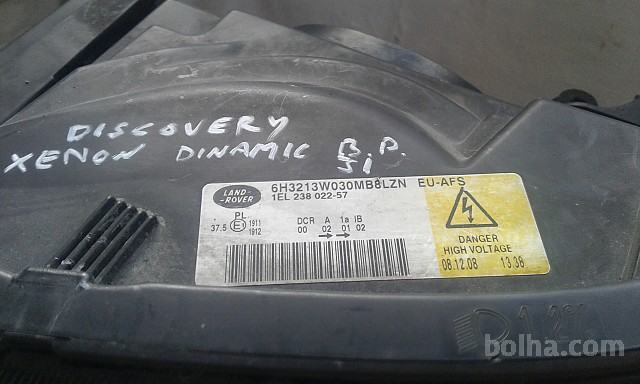 DISCOVERY
XENON DINAMIC
LAND-ROVER
6H3213W030MB8LZN EU-AFS
1EL 238 022-57
PL
37.5 E1 1911
1912
DCR A 1a IB
00 02 01 02
DANGER
HIGH VOLTAGE
08.12.08 13.38
bolha.com